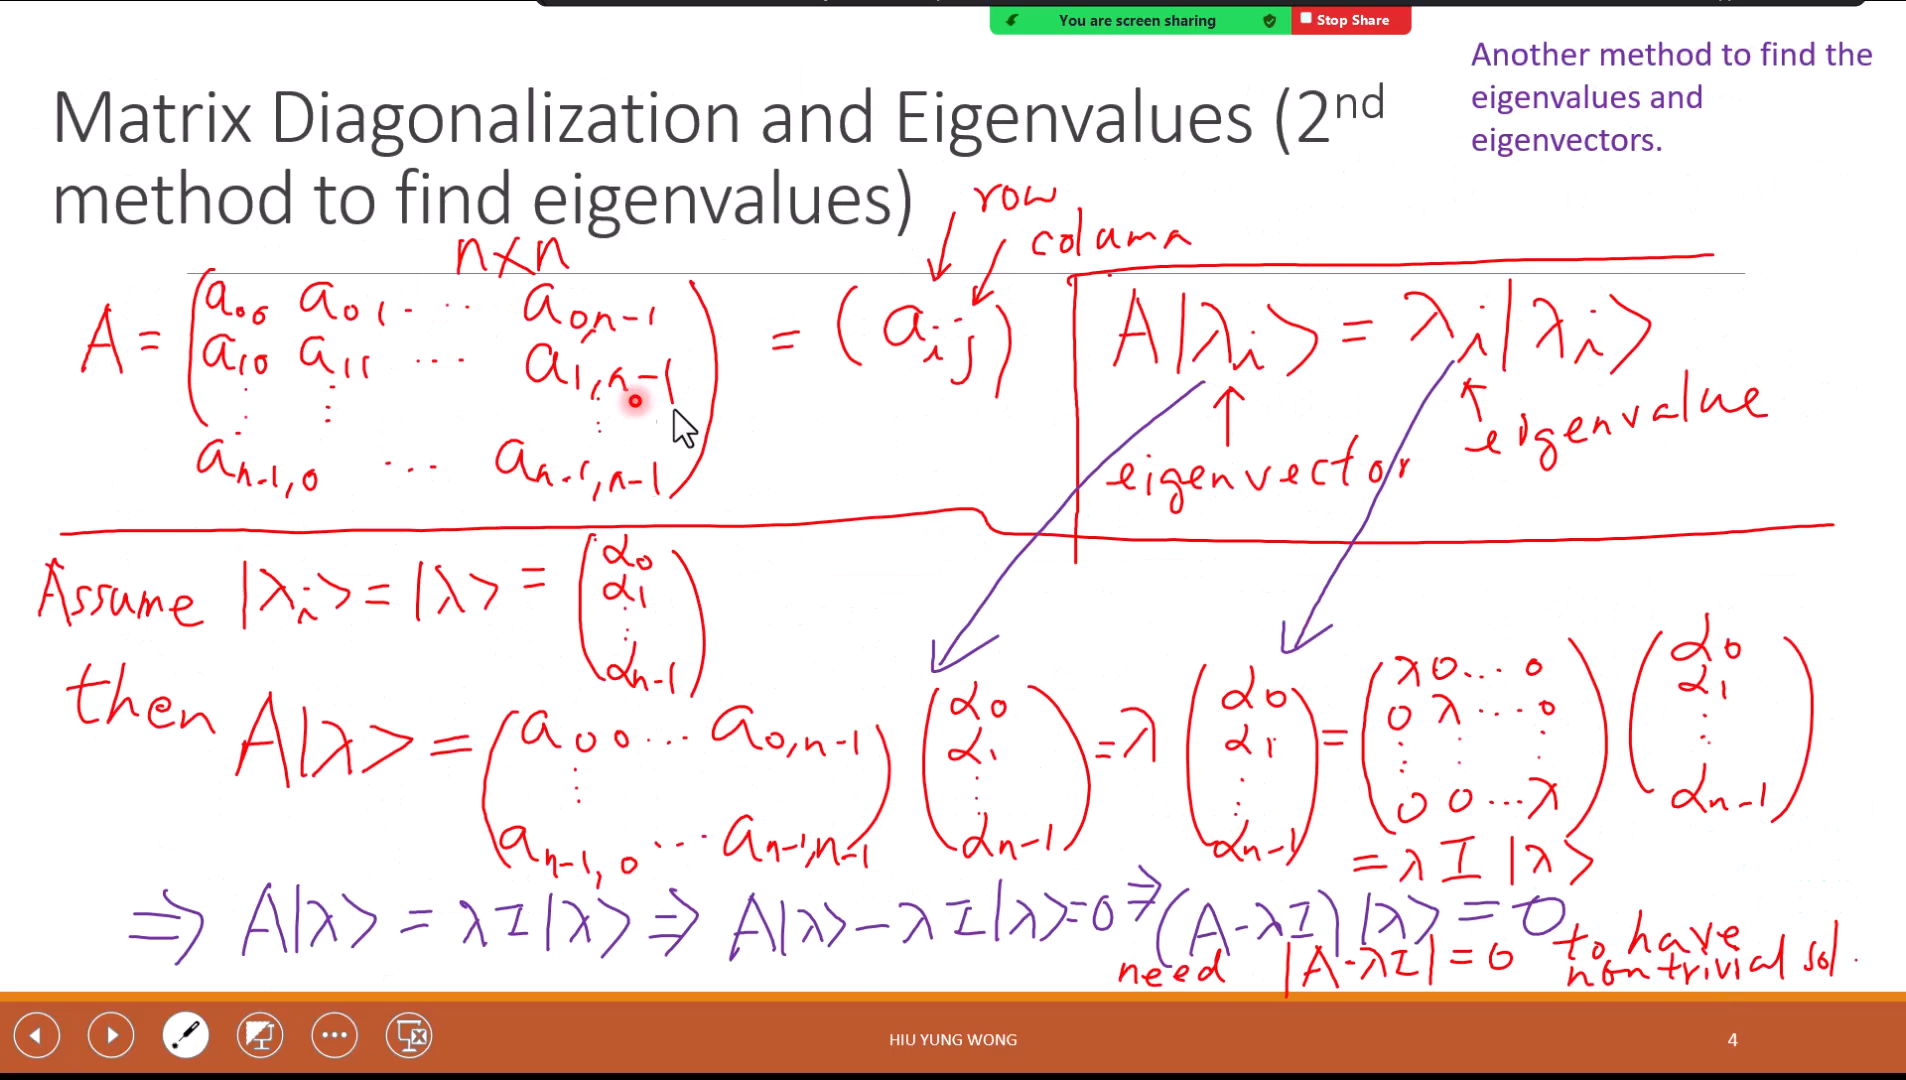 You are screen sharing Stop Share
Another method to find the
eigenvalues and
eigenvectors.
Matrix Diagonalization and Eigenvalues (2nd
method to find eigenvalues)
row
column
n×n
A = ( a00 a01 ... a0,n-1 = (aij)
a10 a11 ... a1,n-1
⋮ ⋮ ⋮
an-1,0 ... an-1,n-1 )
A|λi> = λi|λi>
eigenvector
eigenvalue
Assume |λi> = |λ> = ( α0
α1
⋮
αn-1 )
then A|λ> = ( a00 ... a0,n-1
⋮
an-1,0 ... an-1,n-1 ) ( α0
α1
⋮
αn-1 ) = λ ( α0
α1
⋮
αn-1 ) = ( λ 0 ... 0
0 λ ... 0
⋮ ⋮ ⋮
0 0 ... λ ) ( α0
α1
⋮
αn-1 )
= λ I |λ>
⇒ A|λ> = λI|λ> ⇒ A|λ> - λI|λ> = 0 ⇒ (A-λI)|λ> = 0
need |A-λI| = 0 to have
nontrivial sol.
HIU YUNG WONG
4